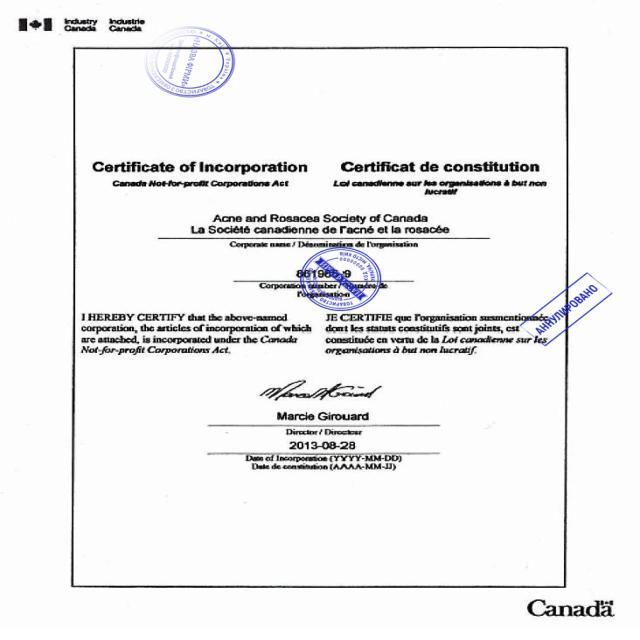 Industry Canada
Industrie Canada
Certificate of Incorporation
Canada Not-for-profit Corporations Act
Certificat de constitution
Loi canadienne sur les organisations à but non
lucratif
Acne and Rosacea Society of Canada
La Société canadienne de l'acné et la rosacée
Corporate name / Dénomination de l'organisation
Corporation number / Numéro de
l'organisation
I HEREBY CERTIFY that the above-named
corporation, the articles of incorporation of which
are attached, is incorporated under the Canada
Not-for-profit Corporations Act.
JE CERTIFIE que l'organisation susmentionnée,
dont les statuts constitutifs sont joints, est
constituée en vertu de la Loi canadienne sur les
organisations à but non lucratif.
АННУЛИРОВАНО
Marcie Girouard
Director / Directeur
2013-08-28
Date of Incorporation (YYYY-MM-DD)
Date de constitution (AAAA-MM-JJ)
Canada